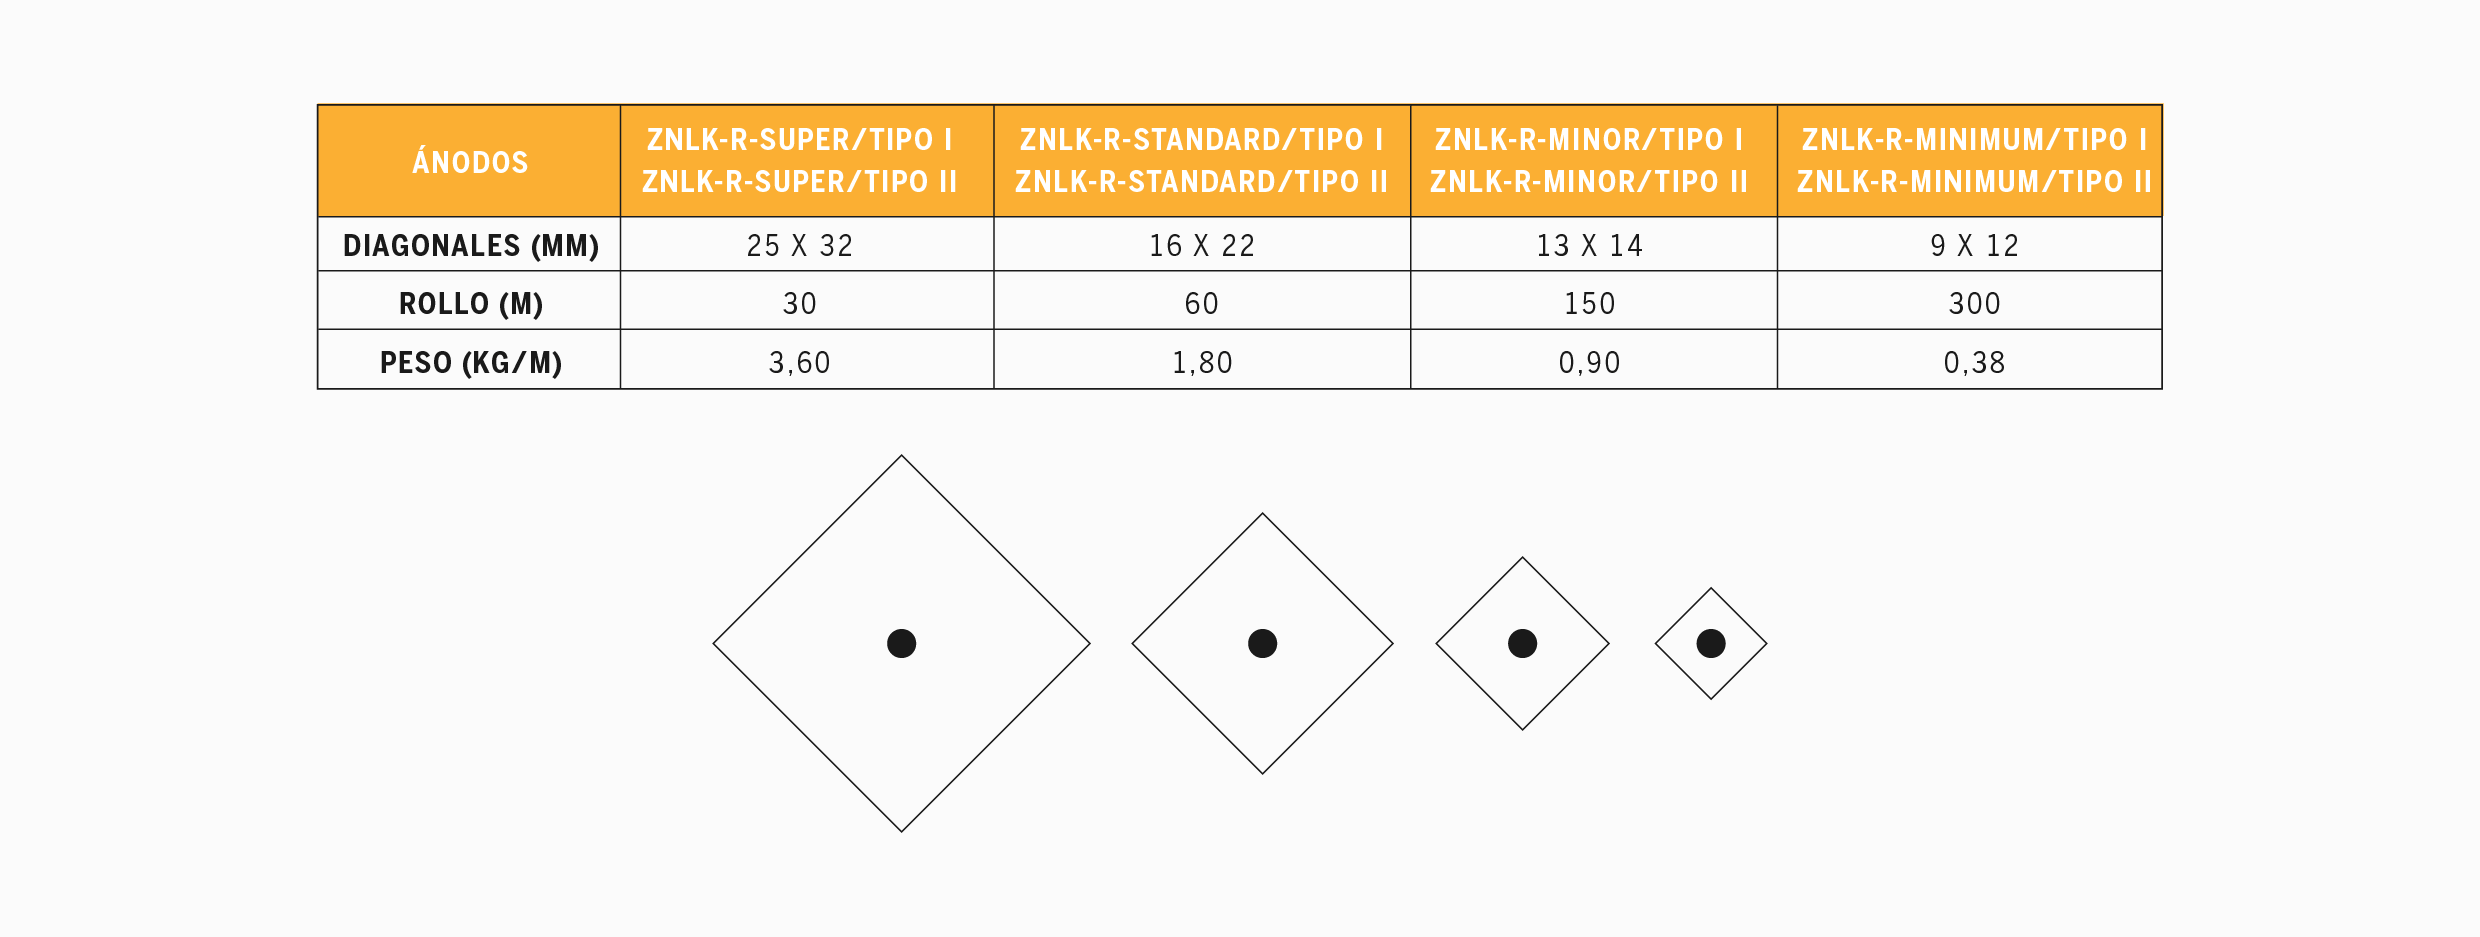 ÁNODOS
ZNLK-R-SUPER/TIPO I
ZNLK-R-SUPER/TIPO II
ZNLK-R-STANDARD/TIPO I
ZNLK-R-STANDARD/TIPO II
ZNLK-R-MINOR/TIPO I
ZNLK-R-MINOR/TIPO II
ZNLK-R-MINIMUM/TIPO I
ZNLK-R-MINIMUM/TIPO II
DIAGONALES (MM) 25 X 32 16 X 22 13 X 14 9 X 12
ROLLO (M) 30 60 150 300
PESO (KG/M) 3,60 1,80 0,90 0,38